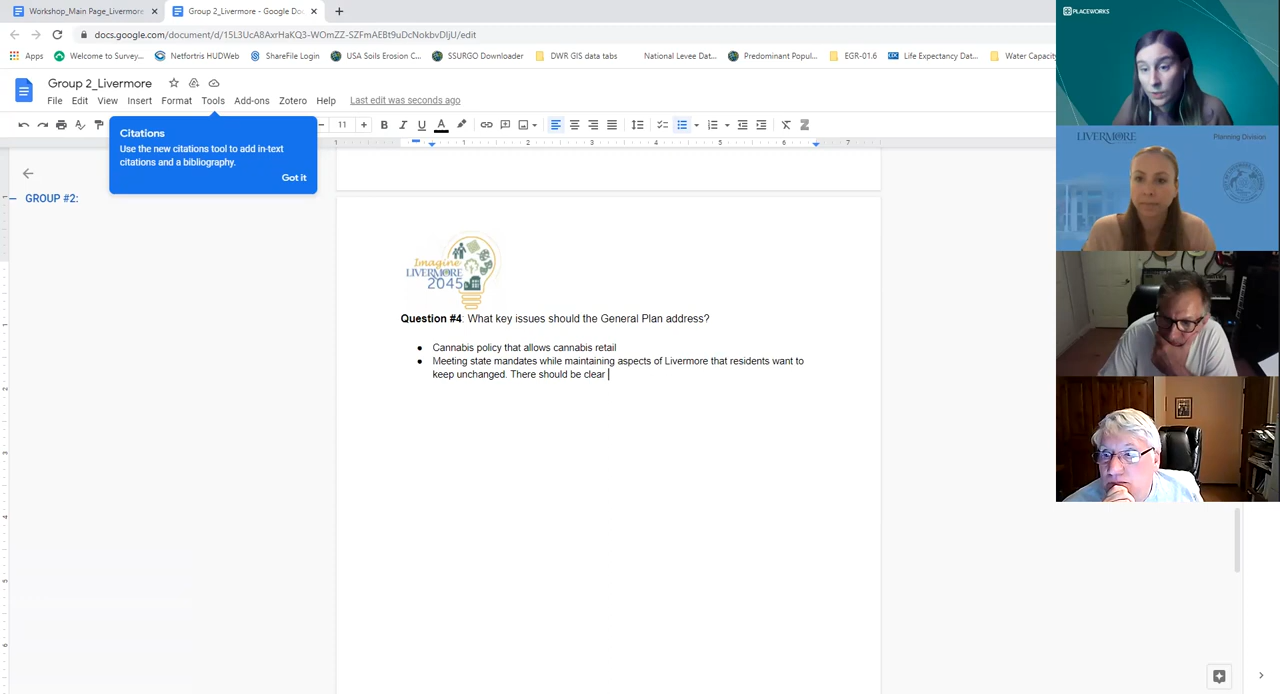 Workshop_Main Page_Livermore
Group 2_Livermore - Google Do
docs.google.com/document/d/15L3UcA8AxrHaKQ3-WOmZZ-SZFmAEBt9uDcNokbvDIjU/edit
Apps
Welcome to Survey...
Netfortris HUDWeb
ShareFile Login
USA Soils Erosion C...
SSURGO Downloader
DWR GIS data tabs
National Levee Dat...
Predominant Popul...
EGR-01.6
Life Expectancy Dat...
Water Capacity
Group 2_Livermore
File Edit View Insert Format Tools Add-ons Zotero Help Last edit was seconds ago
11
Citations
Use the new citations tool to add in-text
citations and a bibliography.
Got it
GROUP #2:
Imagine
LIVERMORE
2045
Question #4: What key issues should the General Plan address?
Cannabis policy that allows cannabis retail
Meeting state mandates while maintaining aspects of Livermore that residents want to
keep unchanged. There should be clear
PLACEWORKS
LIVERMORE
Planning Division